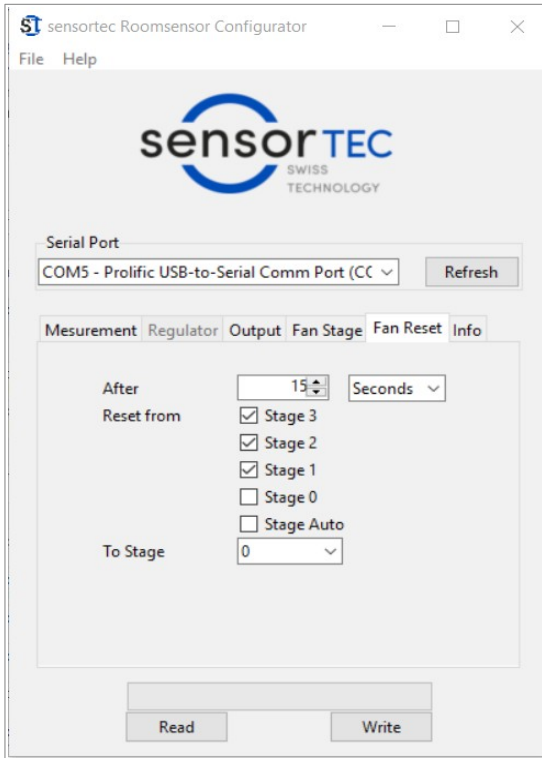 ST sensortec Roomsensor Configurator
File Help
sensorTEC
SWISS
TECHNOLOGY
Serial Port
COM5 - Prolific USB-to-Serial Comm Port (CC Refresh
Mesurement Regulator Output Fan Stage Fan Reset Info
After 15 Seconds
Reset from Stage 3
Stage 2
Stage 1
Stage 0
Stage Auto
To Stage 0
Read Write